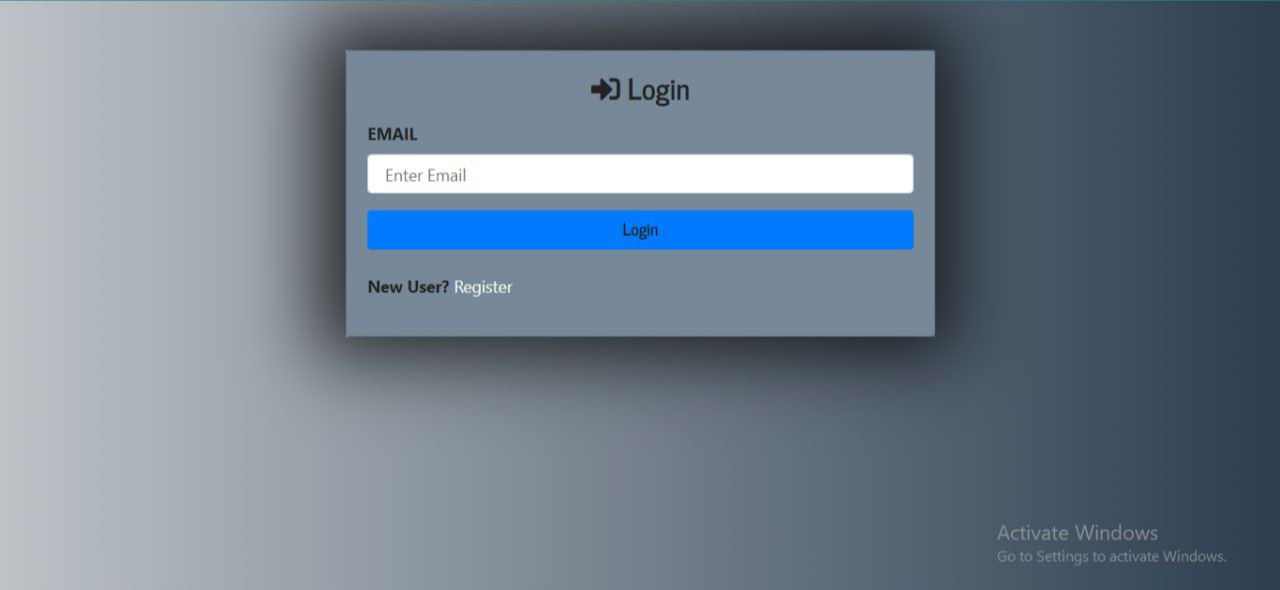 Login
EMAIL
Enter Email
Login
New User? Register
Activate Windows
Go to Settings to activate Windows.